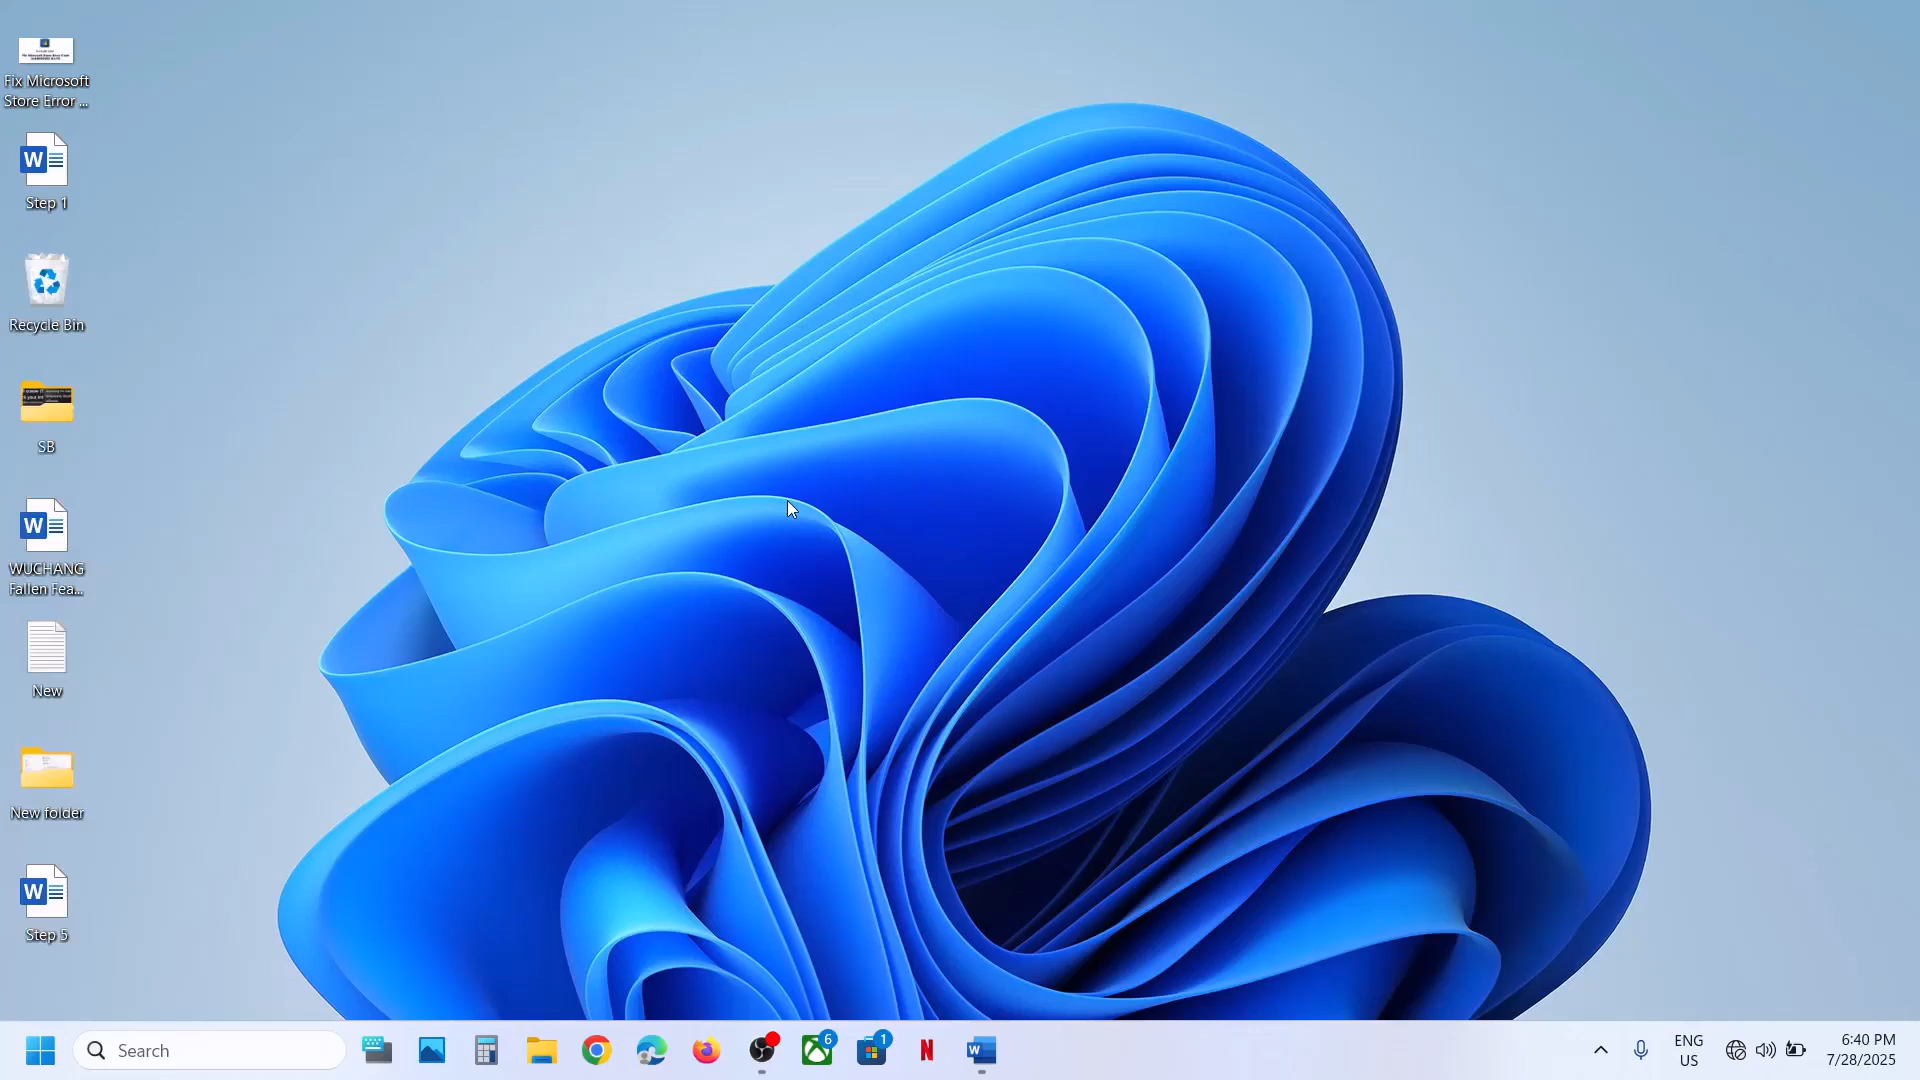 Fix Microsoft
Store Error ...
Step 1
Recycle Bin
SB
WUCHANG
Fallen Fea...
New
New folder
Step 5
Search
6
1
ENG
US
6:40 PM
7/28/2025